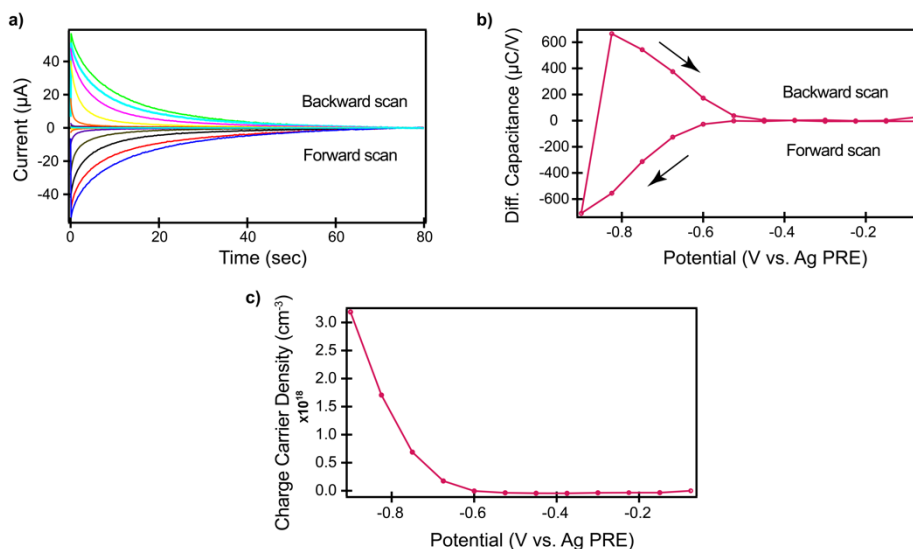 a)
Current (µA)
40
20
0
-20
-40
Backward scan
Forward scan
0
20
40
60
80
Time (sec)
b)
Diff. Capacitance (µC/V)
600
400
200
0
-200
-400
-600
Backward scan
Forward scan
-0.8
-0.6
-0.4
-0.2
Potential (V vs. Ag PRE)
c)
Charge Carrier Density (cm⁻³)
x10¹⁸
3.0
2.5
2.0
1.5
1.0
0.5
0.0
-0.8
-0.6
-0.4
-0.2
Potential (V vs. Ag PRE)